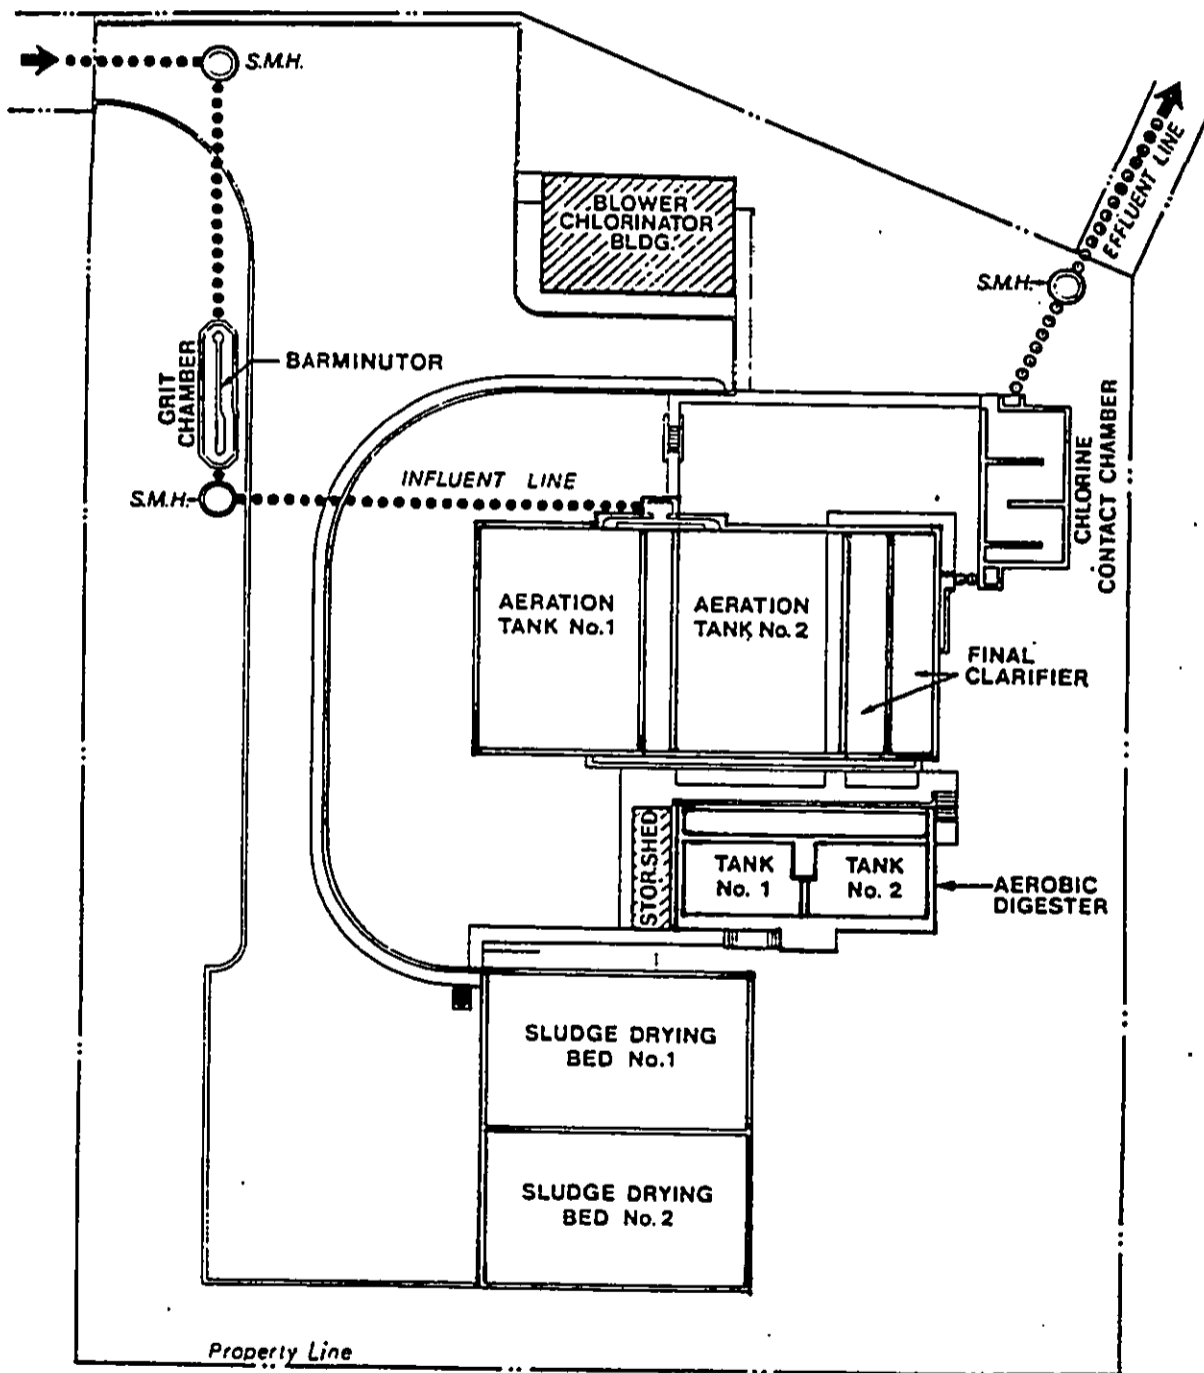 S.M.H.
BLOWER
CHLORINATOR
BLDG.
EFFLUENT LINE
S.M.H.
GRIT
CHAMBER
BARMINUTOR
CHLORINE
CONTACT CHAMBER
S.M.H.
INFLUENT LINE
AERATION
TANK No.1
AERATION
TANK No.2
FINAL
CLARIFIER
STOR.SHED
TANK
No. 1
TANK
No. 2
AEROBIC
DIGESTER
SLUDGE DRYING
BED No.1
SLUDGE DRYING
BED No.2
Property Line